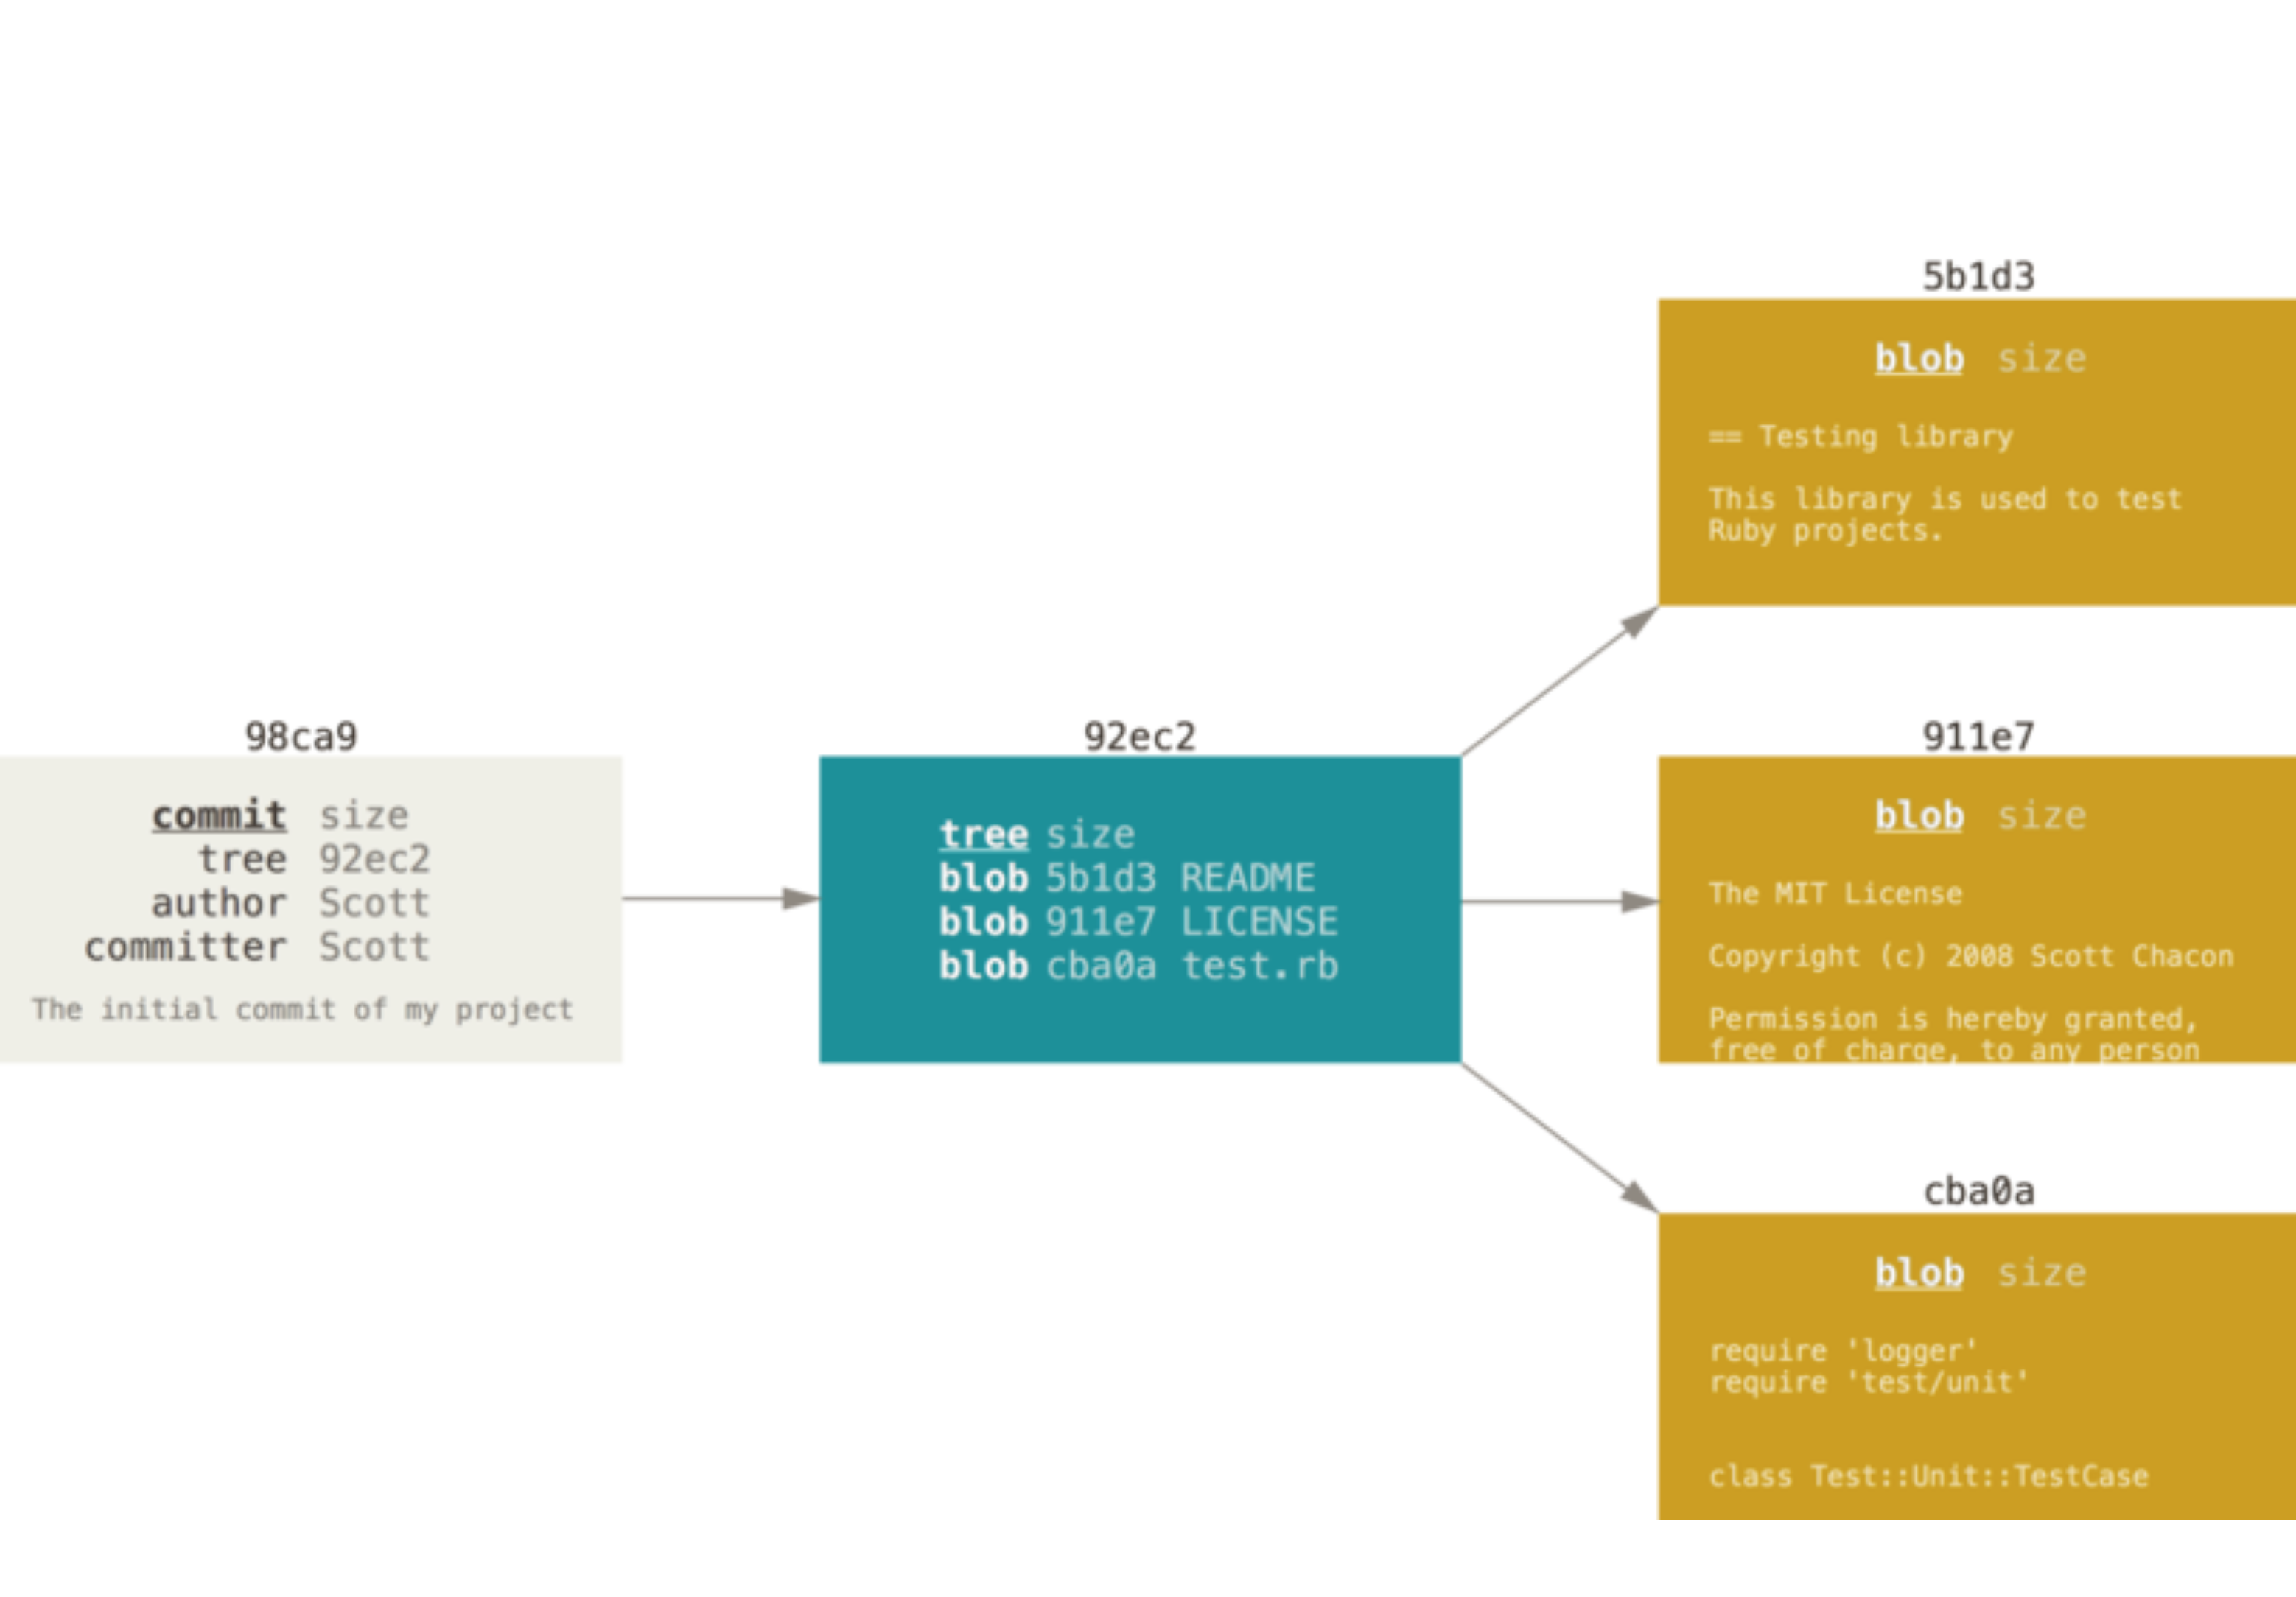 98ca9
commit size
tree 92ec2
author Scott
committer Scott
The initial commit of my project
92ec2
tree size
blob 5b1d3 README
blob 911e7 LICENSE
blob cba0a test.rb
5b1d3
blob size
== Testing library
This library is used to test
Ruby projects.
911e7
blob size
The MIT License
Copyright (c) 2008 Scott Chacon
Permission is hereby granted,
free of charge, to any person
cba0a
blob size
require 'logger'
require 'test/unit'
class Test::Unit::TestCase